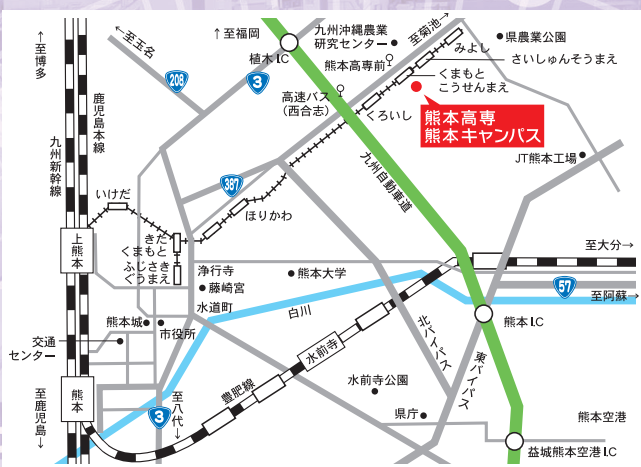 ←至博多
九州新幹線
鹿児島本線
←至玉名
208
↑至福岡
植木I.C
3
九州沖縄農業
研究センター
熊本高専前
高速バス
（西合志）
至菊池→
みよし
県農業公園
さいしゅんそうまえ
くまもと
こうせんまえ
くろいし
熊本高専
熊本キャンパス
JT熊本工場
九州自動車道
387
いけだ
ほりかわ
上熊本
きた
くまもと
ふじさき
ぐうまえ
浄行寺
藤崎宮
水道町
熊本大学
白川
至大分→
57
至阿蘇→
熊本I.C
熊本城
市役所
交通
センター
北バイパス
東バイパス
水前寺
水前寺公園
豊肥線
熊本
至鹿児島→
3
至八代→
県庁
熊本空港
益城熊本空港I.C